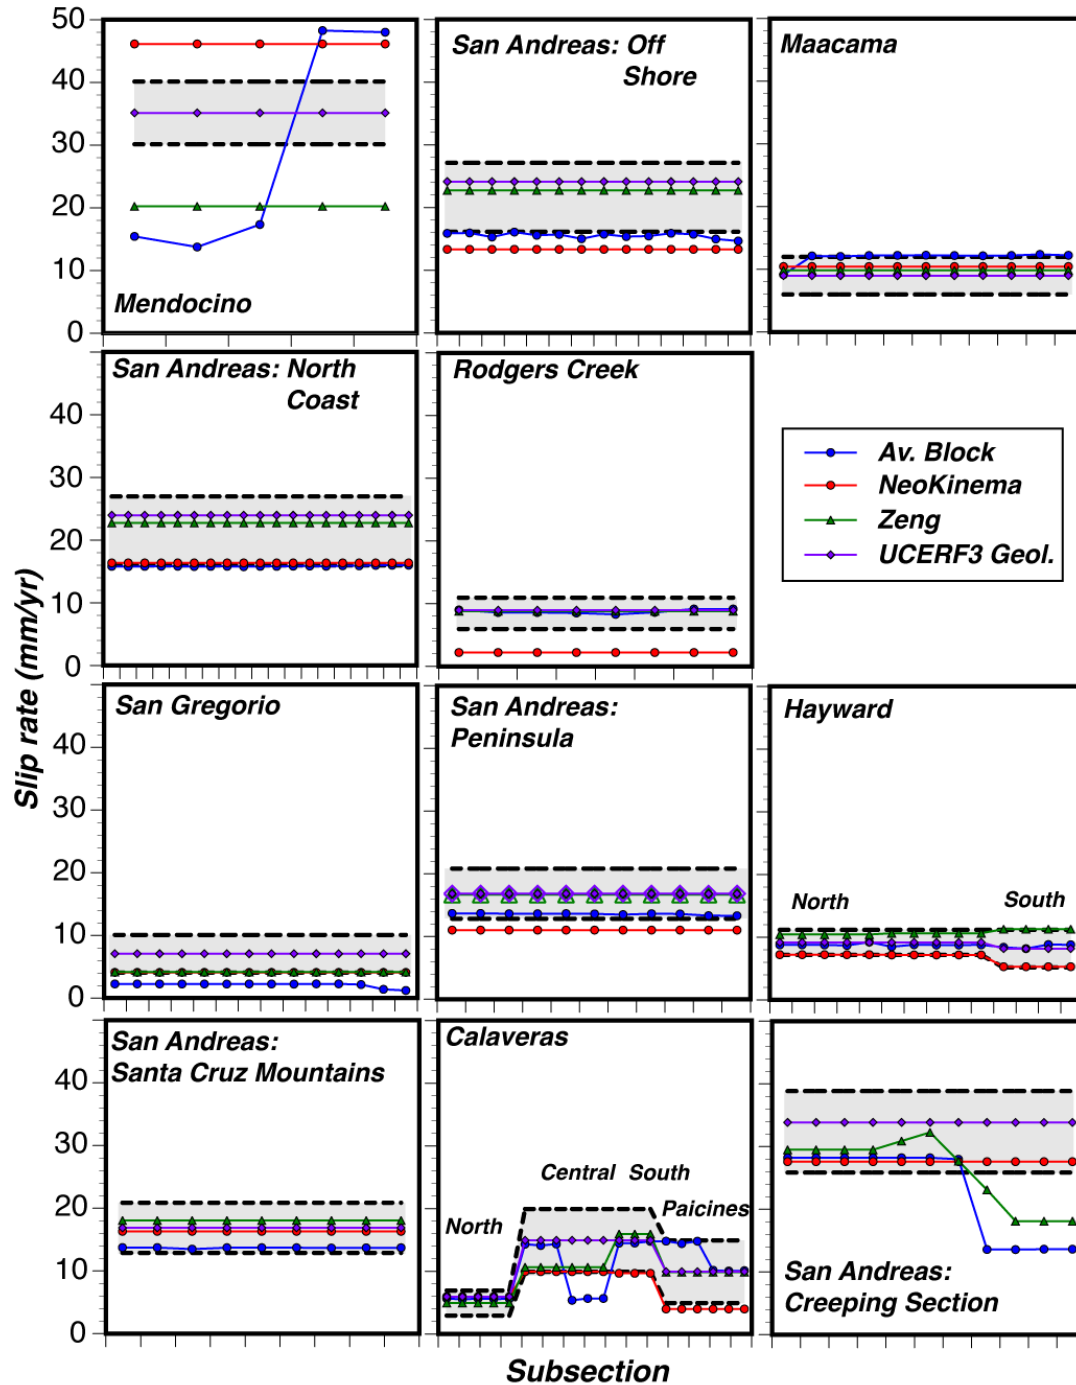 50
40
30
20
10
0
Mendocino
San Andreas: Off
Shore
Maacama
40
30
20
10
0
San Andreas: North
Coast
Rodgers Creek
Av. Block
NeoKinema
Zeng
UCERF3 Geol.
Slip rate (mm/yr)
40
30
20
10
0
San Gregorio
San Andreas:
Peninsula
Hayward
North
South
40
30
20
10
0
San Andreas:
Santa Cruz Mountains
Calaveras
Central South
North
Paicines
San Andreas:
Creeping Section
Subsection